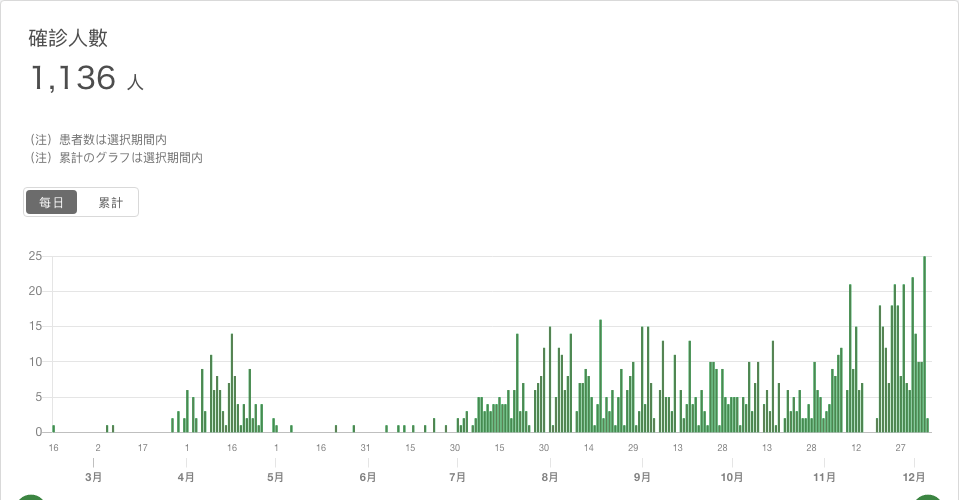 確診人數
1,136 人
（注）患者数は選択期間内
（注）累計のグラフは選択期間内
每日 累計
25
20
15
10
5
0
16 2 17 1 16 1 16 31 15 30 15 30 14 29 13 28 13 28 12 27
3月 4月 5月 6月 7月 8月 9月 10月 11月 12月